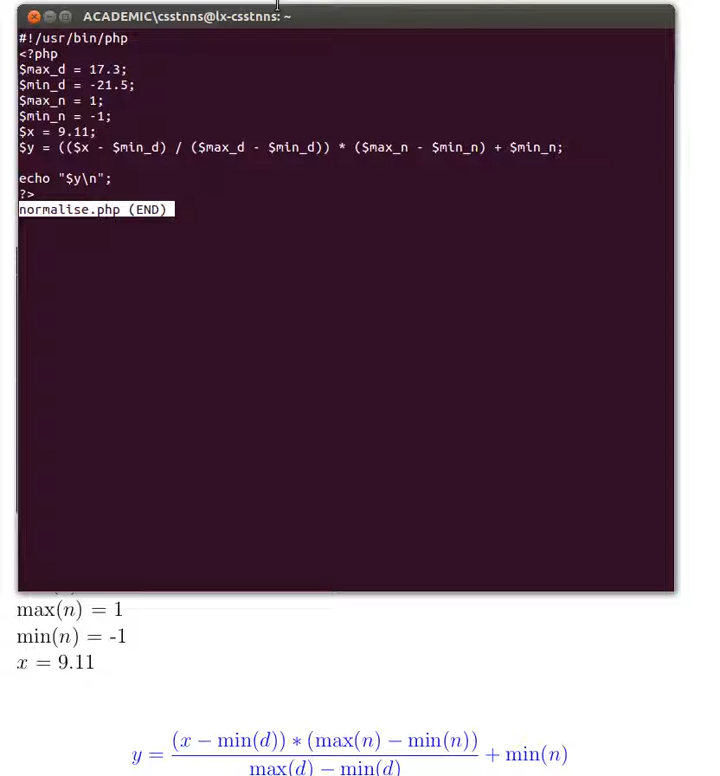 ACADEMIC\csstnns@lx-csstnns: ~
#!/usr/bin/php
<?php
$max_d = 17.3;
$min_d = -21.5;
$max_n = 1;
$min_n = -1;
$x = 9.11;
$y = (($x - $min_d) / ($max_d - $min_d)) * ($max_n - $min_n) + $min_n;
echo "$y\n";
?>
normalise.php (END)
max(n) = 1
min(n) = -1
x = 9.11
(x − min(d)) ∗ (max(n) − min(n))
y = + min(n)
max(d) − min(d)